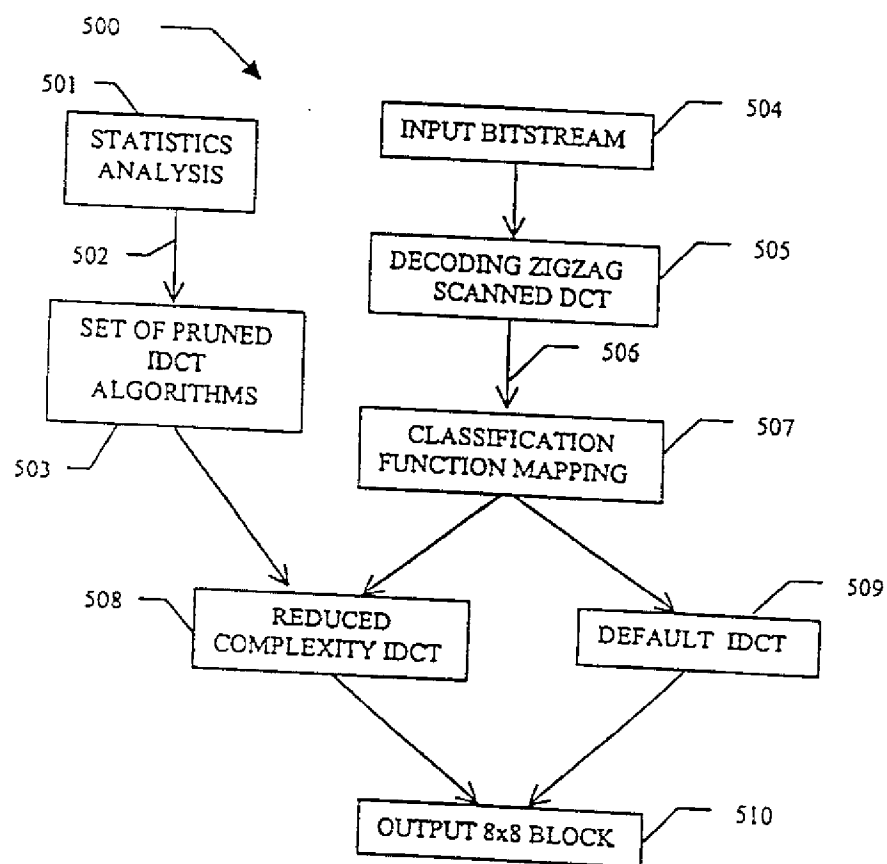 500
501
STATISTICS
ANALYSIS
502
SET OF PRUNED
IDCT
ALGORITHMS
503
INPUT BITSTREAM
504
DECODING ZIGZAG
SCANNED DCT
505
506
CLASSIFICATION
FUNCTION MAPPING
507
508
REDUCED
COMPLEXITY IDCT
509
DEFAULT IDCT
OUTPUT 8x8 BLOCK
510